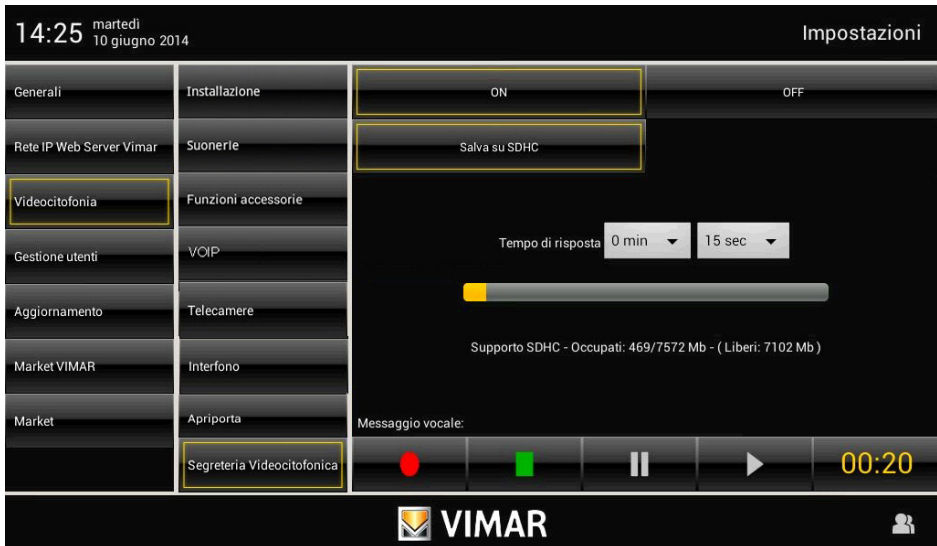 14:25 martedì
10 giugno 2014
Impostazioni
Generali
Rete IP Web Server Vimar
Videocitofonia
Gestione utenti
Aggiornamento
Market VIMAR
Market
Installazione
Suonerie
Funzioni accessorie
VOIP
Telecamere
Interfono
Apriporta
Segreteria Videocitofonica
ON
OFF
Salva su SDHC
Tempo di risposta 0 min 15 sec
Supporto SDHC - Occupati: 469/7572 Mb - ( Liberi: 7102 Mb )
Messaggio vocale:
00:20
VIMAR